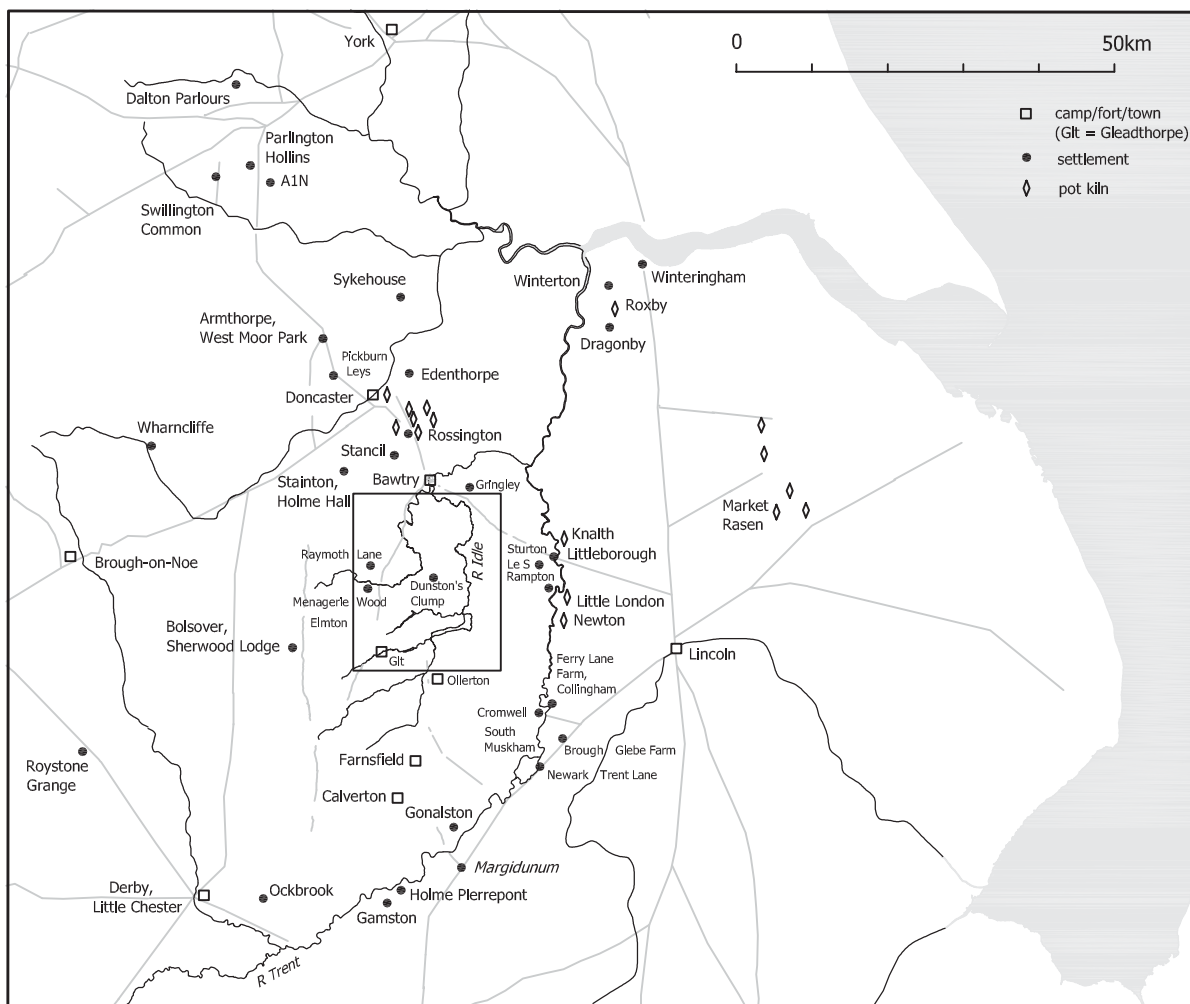 York
0 50km
Dalton Parlours
camp/fort/town
(Glt = Gleadthorpe)
settlement
pot kiln
Parlington
Hollins
A1N
Swillington
Common
Winterton
Winteringham
Sykehouse
Roxby
Armthorpe,
West Moor Park
Dragonby
Pickburn
Leys
Edenthorpe
Doncaster
Wharncliffe
Rossington
Stancil
Stainton,
Holme Hall
Bawtry
Gringley
Market
Rasen
Knaith
Raymoth Lane
R Idle
Sturton
Le S
Littleborough
Brough-on-Noe
Rampton
Dunston's
Clump
Menagerie Wood
Little London
Elmton
Newton
Bolsover,
Sherwood Lodge
Glt
Lincoln
Ollerton
Ferry Lane
Farm,
Collingham
Cromwell
South
Muskham
Brough Glebe Farm
Roystone
Grange
Farnsfield
Newark Trent Lane
Calverton
Gonalston
Margidunum
Derby,
Little Chester
Ockbrook
Holme Pierrepont
Gamston
R Trent